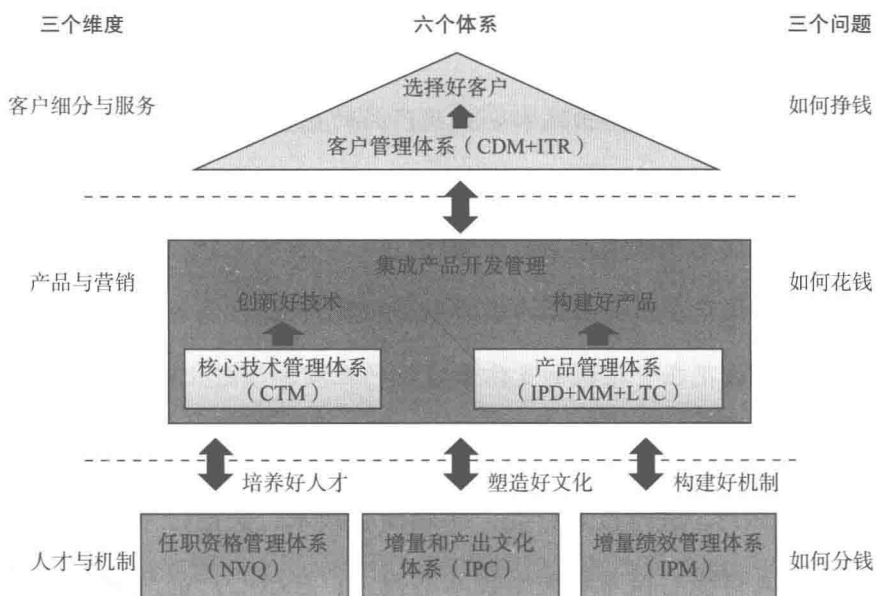 三个维度 六个体系 三个问题
选择好客户
客户细分与服务 如何挣钱
客户管理体系（CDM+ITR）
集成产品开发管理
产品与营销 如何花钱
创新好技术 构建好产品
核心技术管理体系 产品管理体系
（CTM） （IPD+MM+LTC）
培养好人才 塑造好文化 构建好机制
任职资格管理体系 增量和产出文化 增量绩效管理体系
人才与机制 如何分钱
（NVQ） 体系（IPC） （IPM）